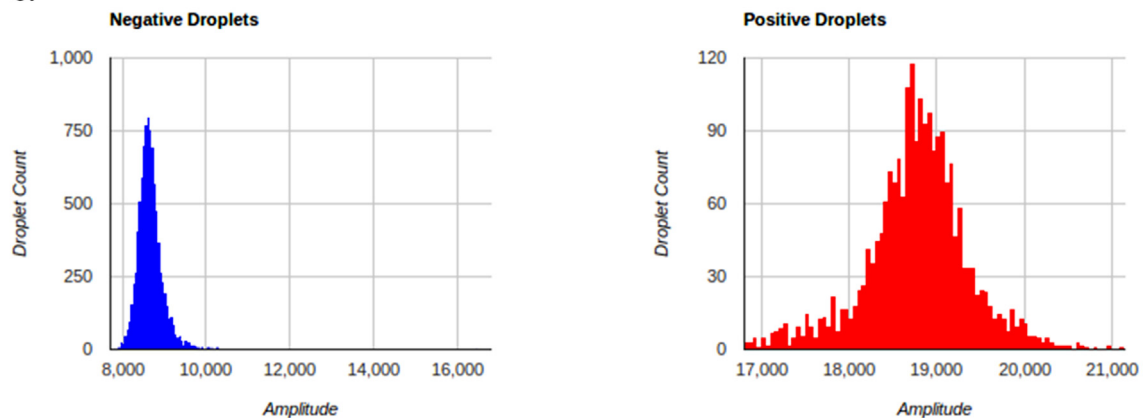 Negative Droplets
1,000
750
500
250
0
Droplet Count
8,000 10,000 12,000 14,000 16,000
Amplitude
Positive Droplets
120
90
60
30
0
Droplet Count
17,000 18,000 19,000 20,000 21,000
Amplitude